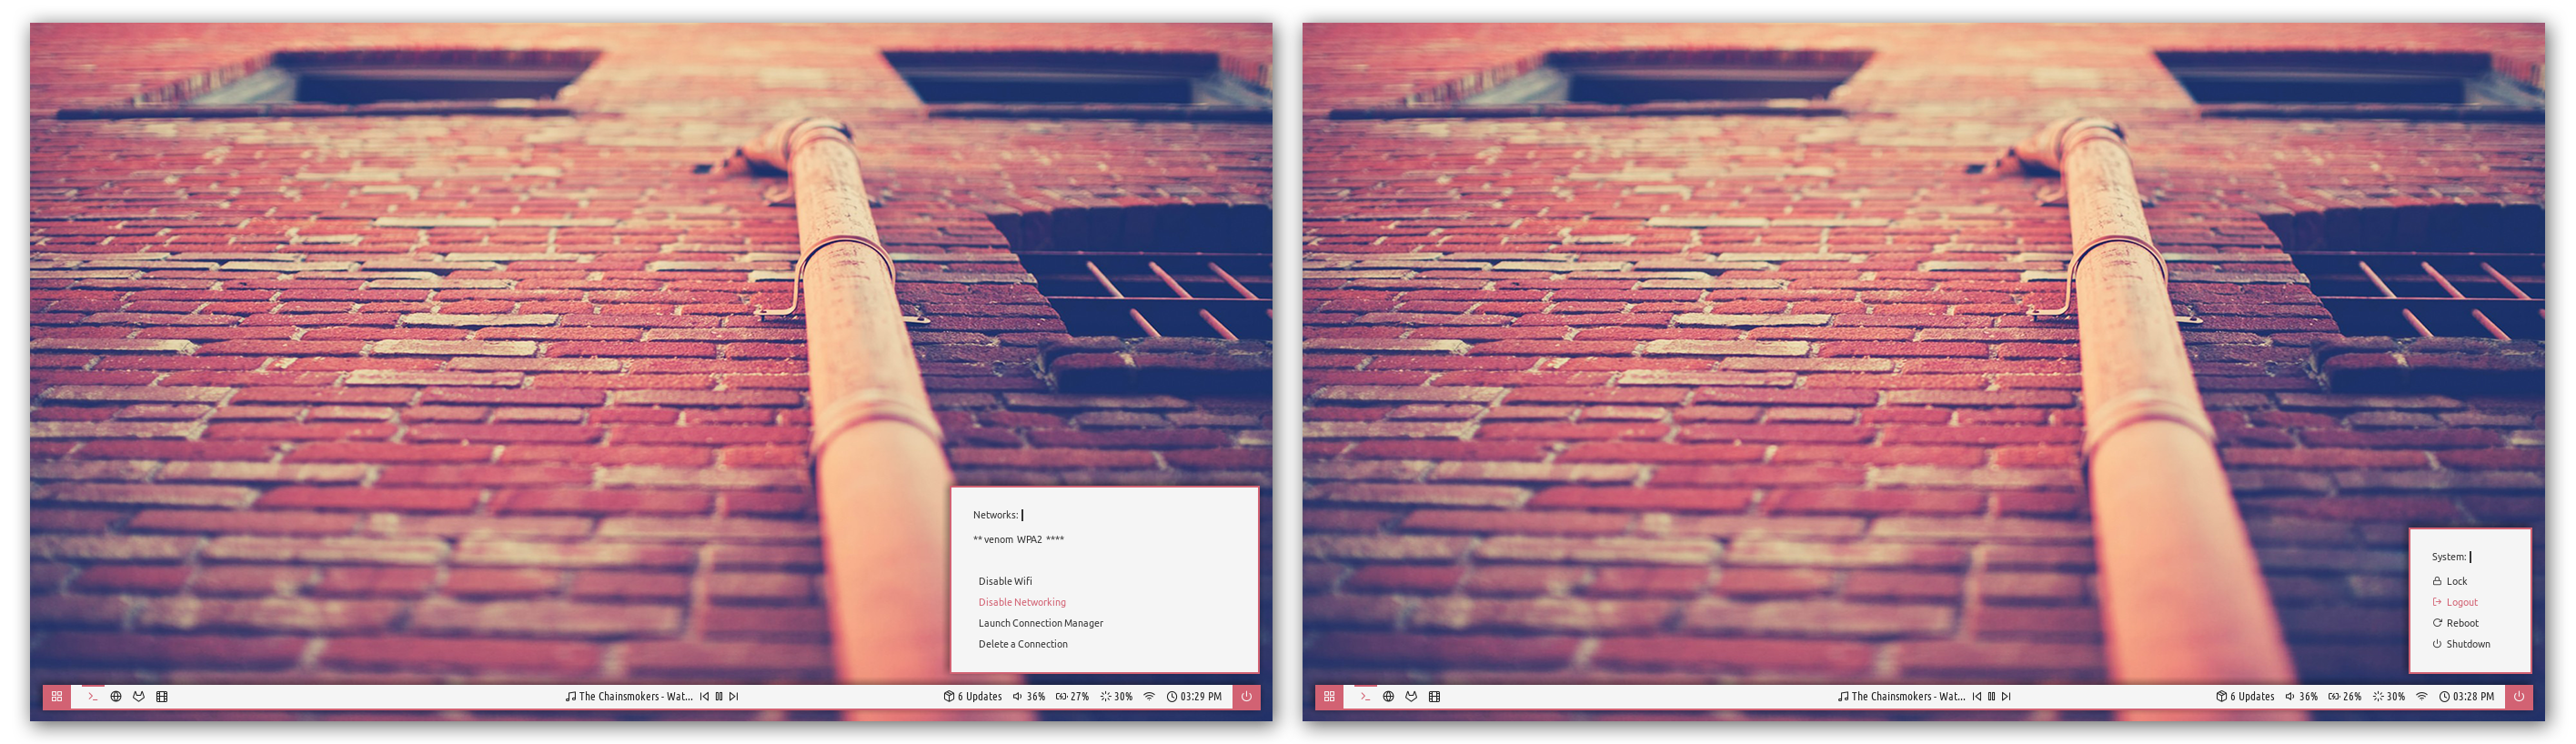 Networks:
** venom WPA2 ****
Disable Wifi
Disable Networking
Launch Connection Manager
Delete a Connection
The Chainsmokers - Wat... 6 Updates 36% 27% 30% 03:29 PM
System:
Lock
Logout
Reboot
Shutdown
The Chainsmokers - Wat... 6 Updates 36% 26% 30% 03:28 PM